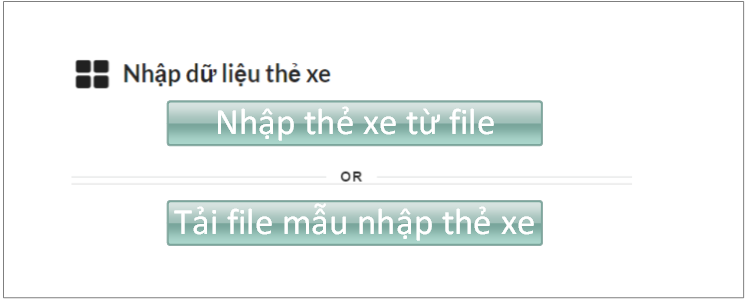 Nhập dữ liệu thẻ xe
Nhập thẻ xe từ file
OR
Tải file mẫu nhập thẻ xe